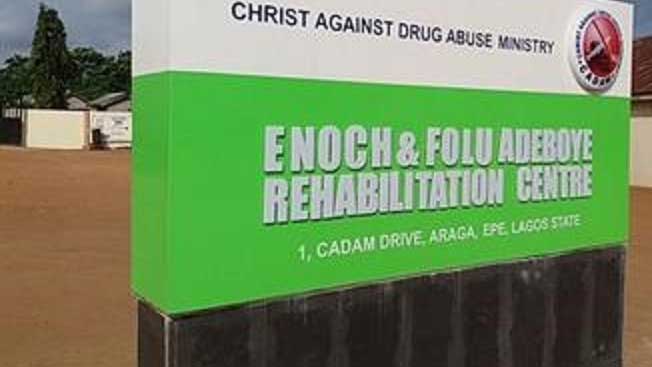 CHRIST AGAINST DRUG ABUSE MINISTRY
ENOCH & FOLU ADEBOYE
REHABILITATION CENTRE
1, CADAM DRIVE, ARAGA, EPE, LAGOS STATE